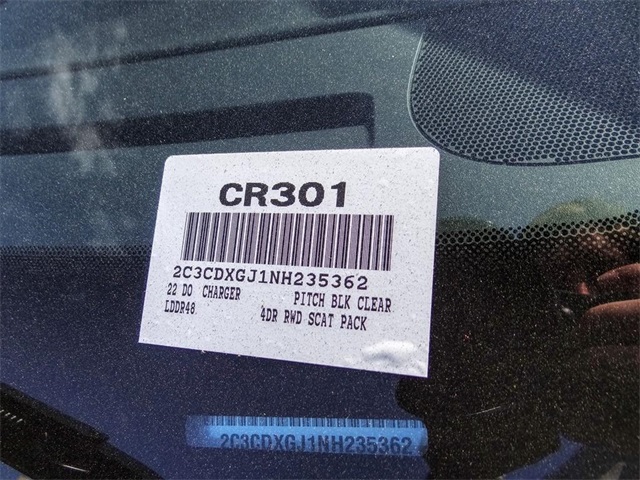 CR301
2C3CDXGJ1NH235362
22 DO CHARGER PITCH BLK CLEAR
LDDR48 4DR RWD SCAT PACK
2C3CDXGJ1NH235362